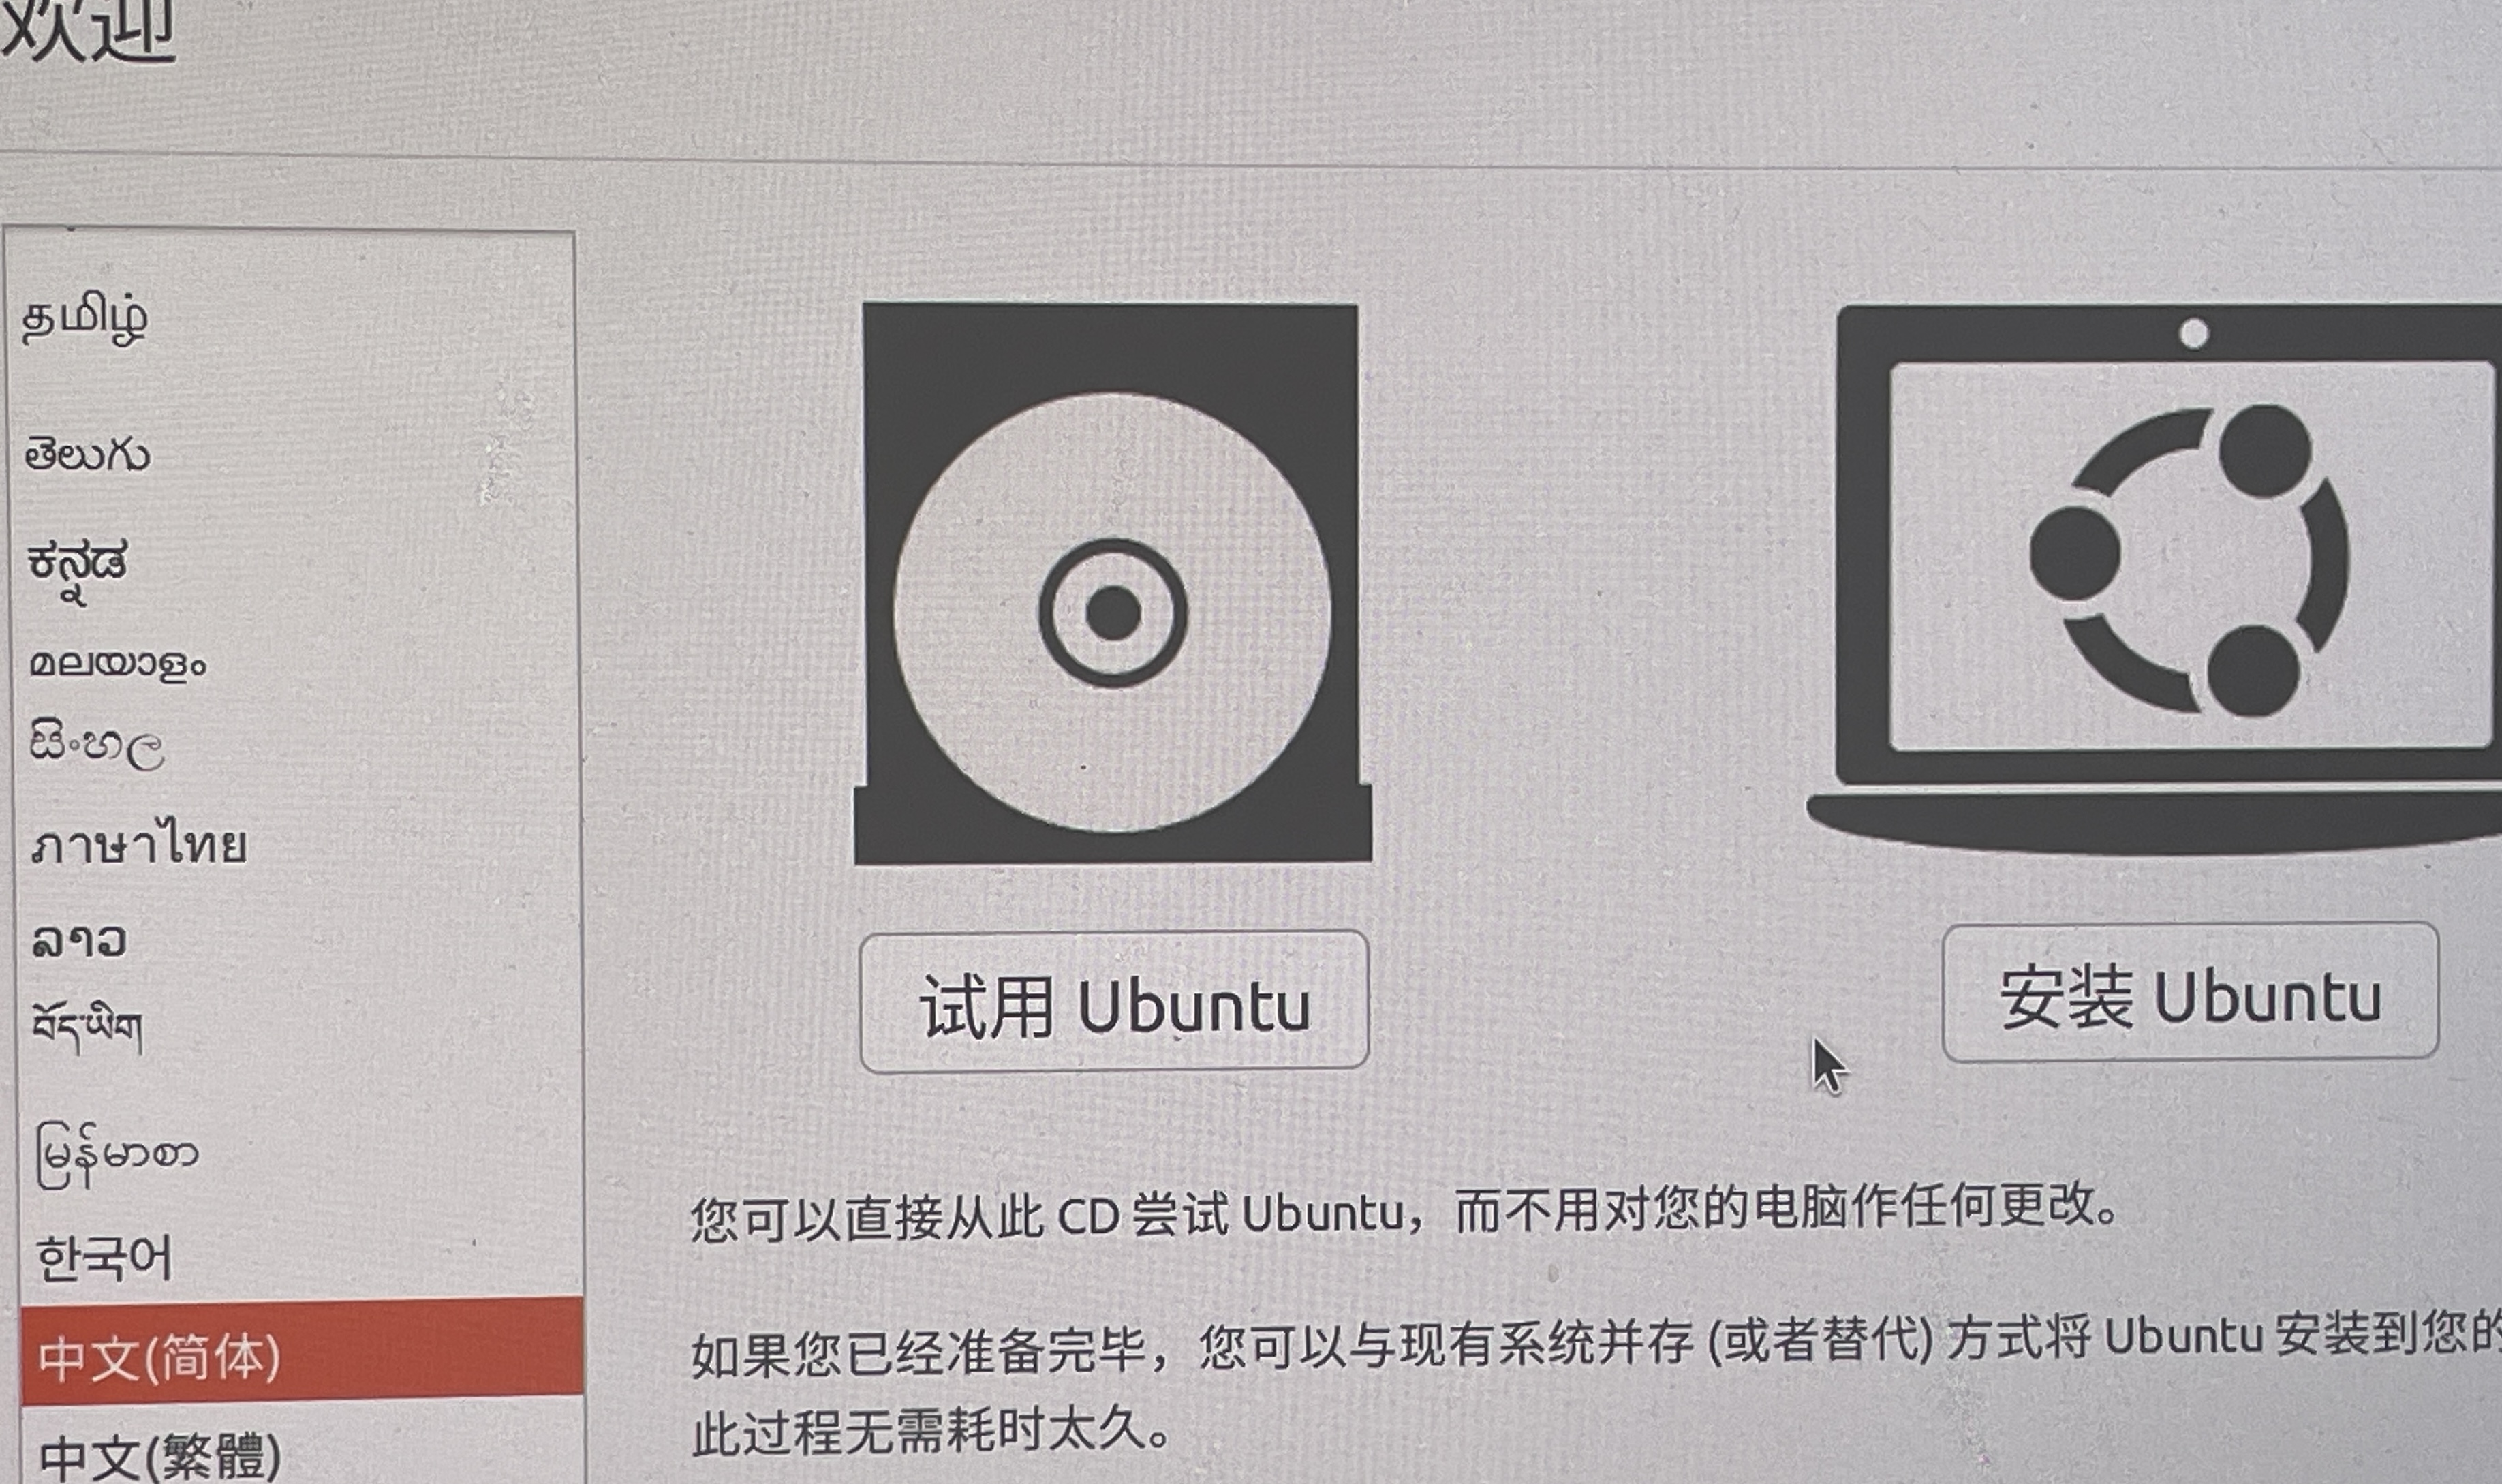 欢迎
தமிழ்
తెలుగు
ಕನ್ನಡ
മലയാളം
සිංහල
ภาษาไทย
ລາວ
བོད་ཡིག
မြန်မာစာ
한국어
中文(简体)
中文(繁體)
试用 Ubuntu
安装 Ubuntu
您可以直接从此 CD 尝试 Ubuntu，而不用对您的电脑作任何更改。
如果您已经准备完毕，您可以与现有系统并存 (或者替代) 方式将 Ubuntu 安装到您的
此过程无需耗时太久。